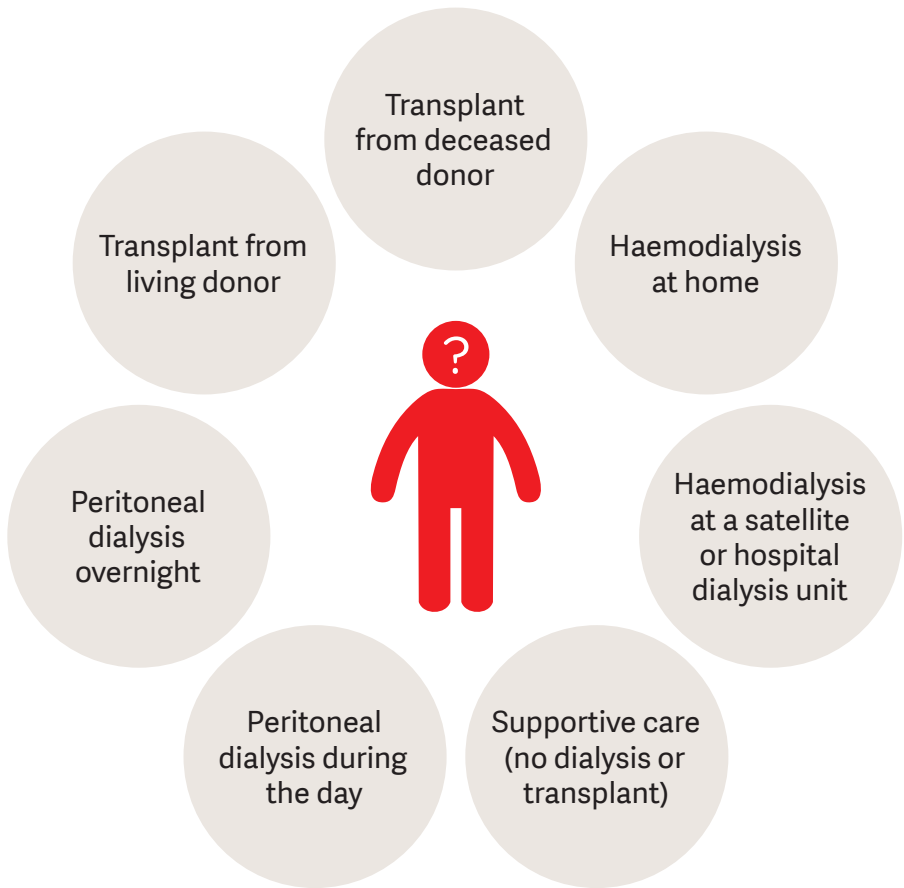 Transplant
from deceased
donor
Transplant from
living donor
Haemodialysis
at home
?
Peritoneal
dialysis
overnight
Haemodialysis
at a satellite
or hospital
dialysis unit
Peritoneal
dialysis during
the day
Supportive care
(no dialysis or
transplant)